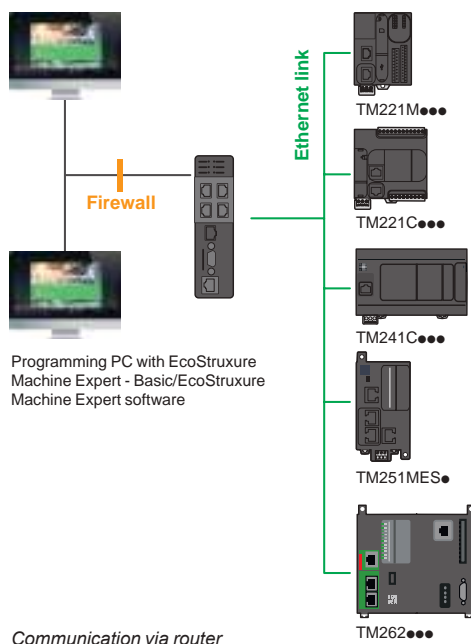 Ethernet link
TM221M●●●
Firewall
TM221C●●●
TM241C●●●
Programming PC with EcoStruxure
Machine Expert - Basic/EcoStruxure
Machine Expert software
TM251MES●
TM262●●●
Communication via router